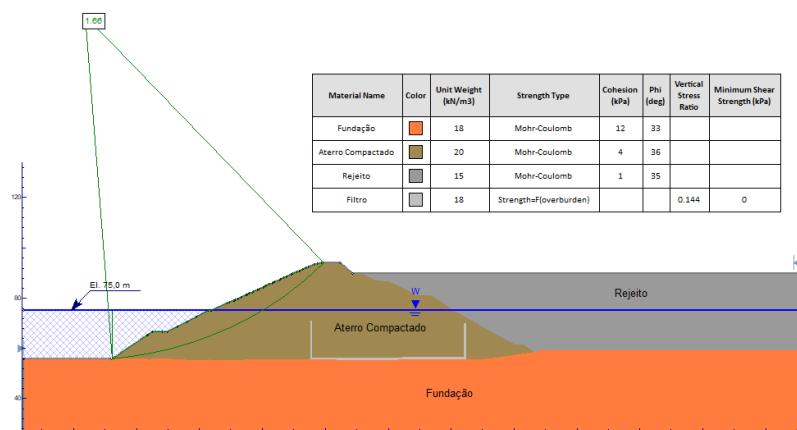 1.66
Material Name Color Unit Weight (kN/m3) Strength Type Cohesion (kPa) Phi (deg) Vertical Stress Ratio Minimum Shear Strength (kPa)
Fundação 18 Mohr-Coulomb 12 33
Aterro Compactado 20 Mohr-Coulomb 4 36
Rejeito 15 Mohr-Coulomb 1 35
Filtro 18 Strength=F(overburden) 0.144 0
120
El. 75,0 m
80
W
Rejeito
Aterro Compactado
60
Fundação
40